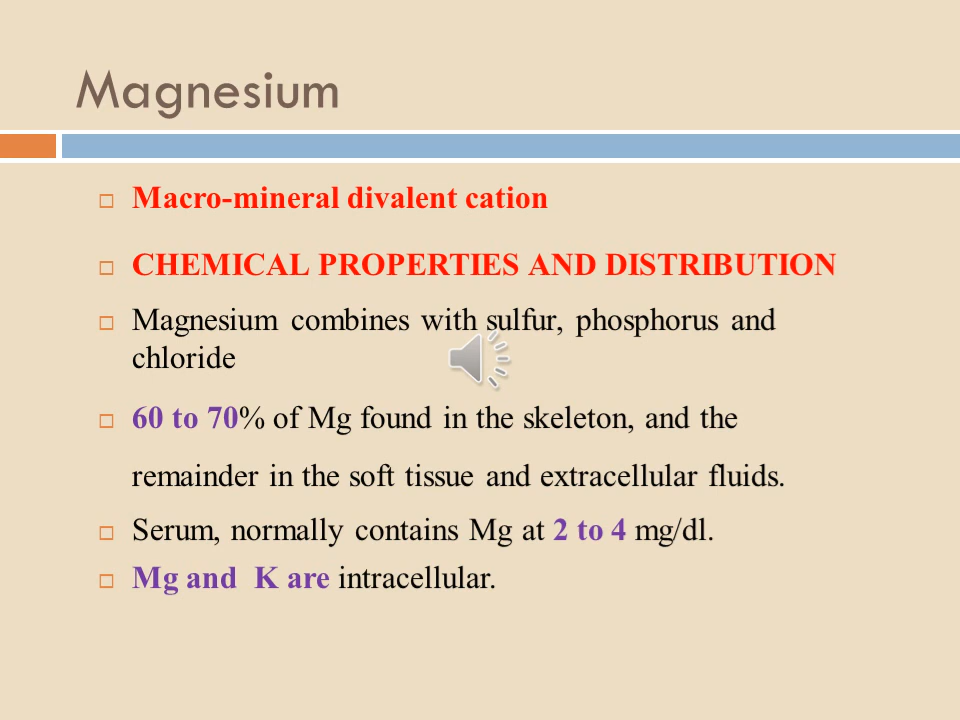 Magnesium
Macro-mineral divalent cation
CHEMICAL PROPERTIES AND DISTRIBUTION
Magnesium combines with sulfur, phosphorus and
chloride
60 to 70% of Mg found in the skeleton, and the
remainder in the soft tissue and extracellular fluids.
Serum, normally contains Mg at 2 to 4 mg/dl.
Mg and  K are intracellular.